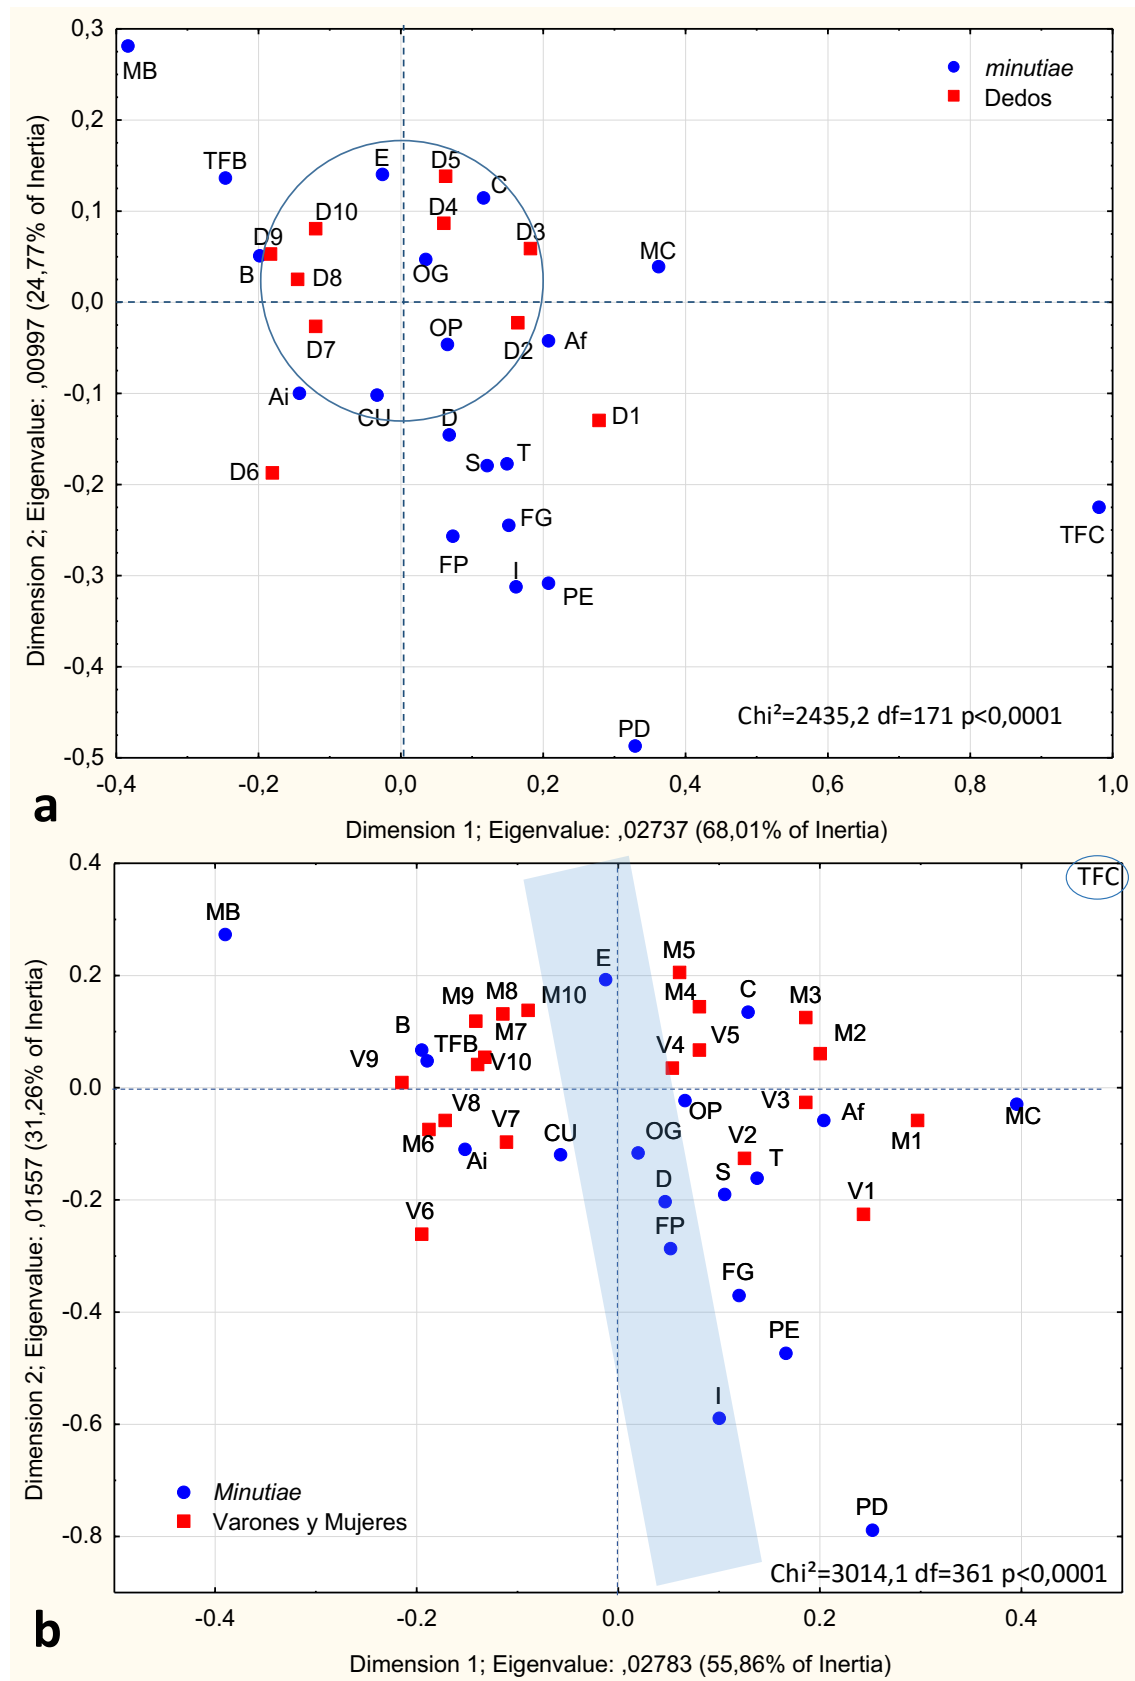 0,3
MB
minutiae
Dedos
0,2
TFB
E
D5
C
0,1
D10
D4
D3
D9
MC
B
D8
OG
0,0
D7
OP
D2
Af
-0,1
Ai
CU
D
D1
S
T
D6
-0,2
FG
TFC
FP
I
PE
-0,3
-0,4
Chi²=2435,2 df=171 p<0,0001
PD
-0,5
-0,4
-0,2
0,0
0,2
0,4
0,6
0,8
1,0
Dimension 2; Eigenvalue: ,00997 (24,77% of Inertia)
a
Dimension 1; Eigenvalue: ,02737 (68,01% of Inertia)
0.4
TFC
MB
E
M5
0.2
M9
M8
M10
M4
C
M3
B
TFB
M7
V5
M2
V9
V10
V4
0.0
V8
V7
OP
V3
Af
MC
M6
Ai
CU
OG
V2
M1
T
S
D
V1
-0.2
V6
FP
FG
-0.4
PE
I
-0.6
Minutiae
PD
Varones y Mujeres
-0.8
Chi²=3014,1 df=361 p<0,0001
-0.4
-0.2
0.0
0.2
0.4
Dimension 2; Eigenvalue: ,01557 (31,26% of Inertia)
b
Dimension 1; Eigenvalue: ,02783 (55,86% of Inertia)